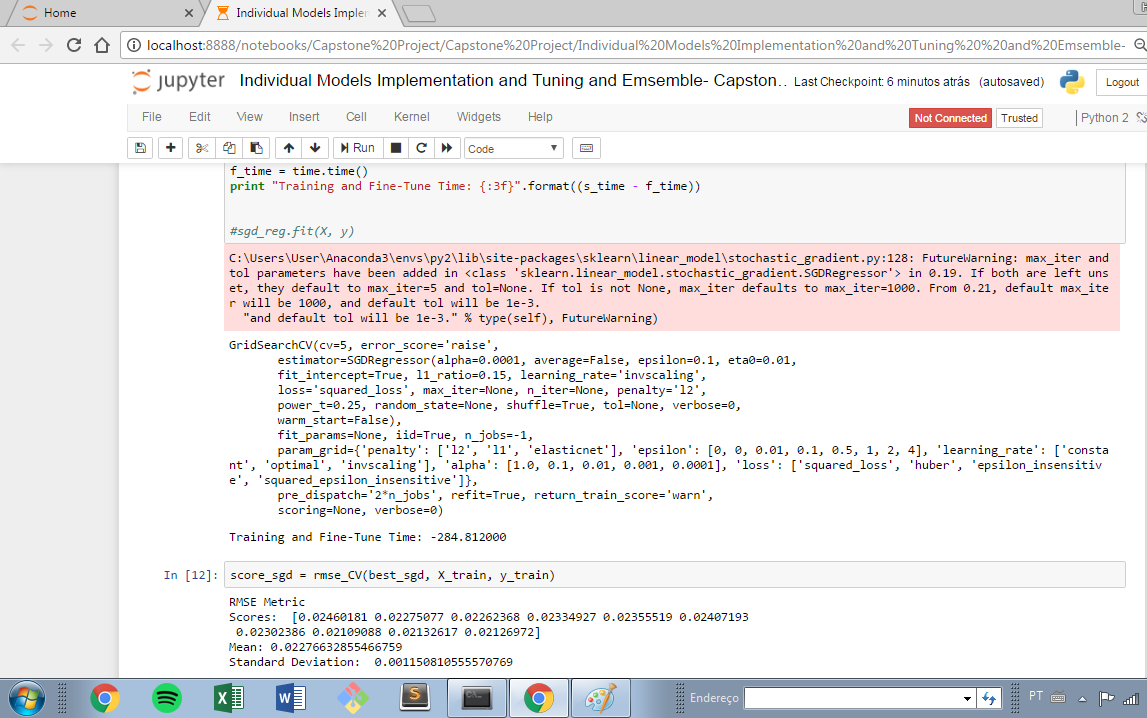 Home
Individual Models Implem
localhost:8888/notebooks/Capstone%20Project/Capstone%20Project/Individual%20Models%20Implementation%20and%20Tuning%20%20and%20Emsemble-
jupyter Individual Models Implementation and Tuning and Emsemble- Capston.. Last Checkpoint: 6 minutos atrás (autosaved) Logout
File Edit View Insert Cell Kernel Widgets Help Not Connected Trusted Python 2
Run Code
f_time = time.time()
print "Training and Fine-Tune Time: {:3f}".format((s_time - f_time))
#sgd_reg.fit(X, y)
C:\Users\User\Anaconda3\envs\py2\lib\site-packages\sklearn\linear_model\stochastic_gradient.py:128: FutureWarning: max_iter and
tol parameters have been added in <class 'sklearn.linear_model.stochastic_gradient.SGDRegressor'> in 0.19. If both are left uns
et, they default to max_iter=5 and tol=None. If tol is not None, max_iter defaults to max_iter=1000. From 0.21, default max_ite
r will be 1000, and default tol will be 1e-3.
"and default tol will be 1e-3." % type(self), FutureWarning)
GridSearchCV(cv=5, error_score='raise',
estimator=SGDRegressor(alpha=0.0001, average=False, epsilon=0.1, eta0=0.01,
fit_intercept=True, l1_ratio=0.15, learning_rate='invscaling',
loss='squared_loss', max_iter=None, n_iter=None, penalty='l2',
power_t=0.25, random_state=None, shuffle=True, tol=None, verbose=0,
warm_start=False),
fit_params=None, iid=True, n_jobs=-1,
param_grid={'penalty': ['l2', 'l1', 'elasticnet'], 'epsilon': [0, 0, 0.01, 0.1, 0.5, 1, 2, 4], 'learning_rate': ['consta
nt', 'optimal', 'invscaling'], 'alpha': [1.0, 0.1, 0.01, 0.001, 0.0001], 'loss': ['squared_loss', 'huber', 'epsilon_insensitiv
e', 'squared_epsilon_insensitive']},
pre_dispatch='2*n_jobs', refit=True, return_train_score='warn',
scoring=None, verbose=0)
Training and Fine-Tune Time: -284.812000
In [12]: score_sgd = rmse_CV(best_sgd, X_train, y_train)
RMSE Metric
Scores:  [0.02460181 0.02275077 0.02262368 0.02334927 0.02355519 0.02407193
0.02302386 0.02109088 0.02132617 0.02126972]
Mean: 0.02276632855466759
Standard Deviation:  0.001150810555570769
Endereço PT